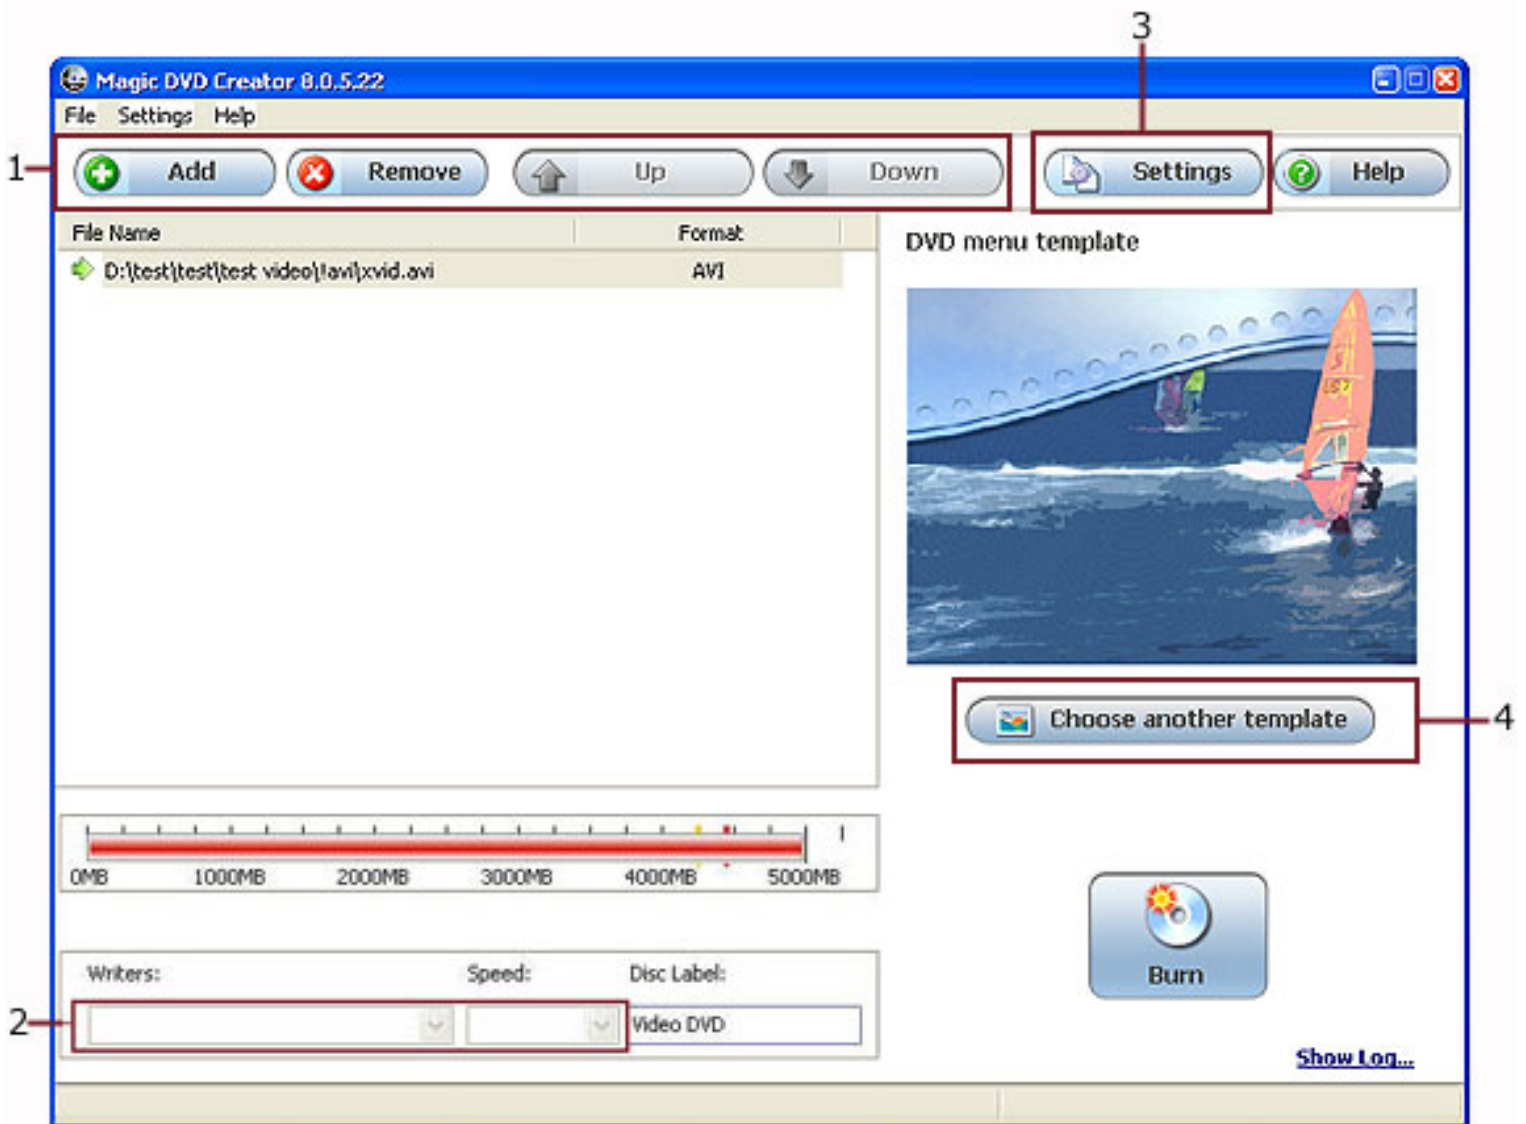 3
Magic DVD Creator 8.0.5.22
File Settings Help
1
Add Remove Up Down Settings Help
File Name Format
DVD menu template
D:\test\test\test video\!avi\xvid.avi AVI
Choose another template
4
0MB 1000MB 2000MB 3000MB 4000MB 5000MB
Writers: Speed: Disc Label:
Burn
2
Video DVD
Show Log...